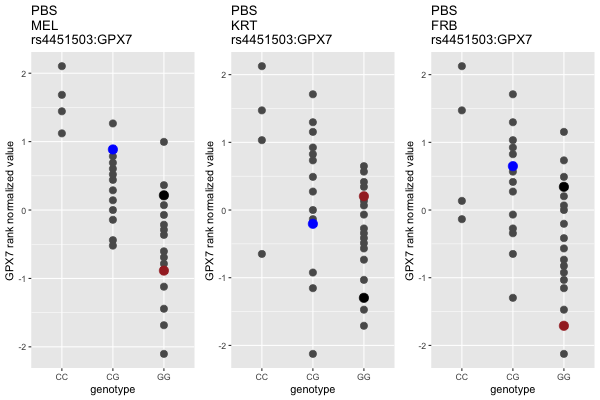 PBS
MEL
rs4451503:GPX7
GPX7 rank normalized value
2
1
0
-1
-2
CC CG GG
genotype
PBS
KRT
rs4451503:GPX7
GPX7 rank normalized value
2
1
0
-1
-2
CC CG GG
genotype
PBS
FRB
rs4451503:GPX7
GPX7 rank normalized value
2
1
0
-1
-2
CC CG GG
genotype